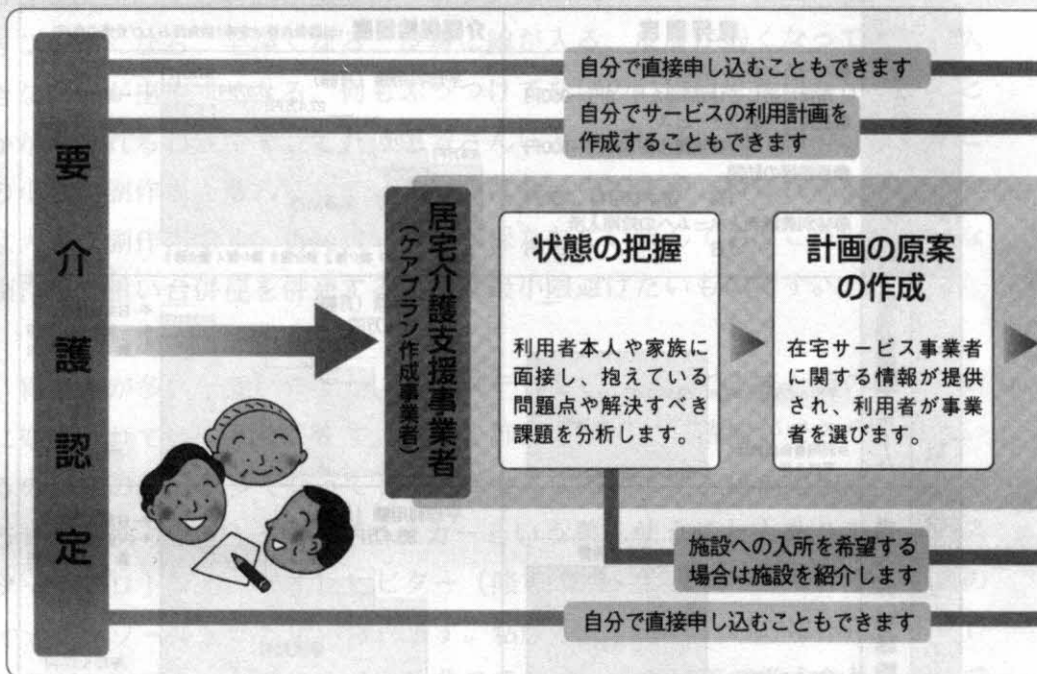 自分で直接申し込むこともできます
自分でサービスの利用計画を
作成することもできます
要介護認定
居宅介護支援事業者
（ケアプラン作成事業者）
状態の把握
利用者本人や家族に
面接し、抱えている
問題点や解決すべき
課題を分析します。
計画の原案
の作成
在宅サービス事業者
に関する情報が提供
され、利用者が事業
者を選びます。
施設への入所を希望する
場合は施設を紹介します
自分で直接申し込むこともできます